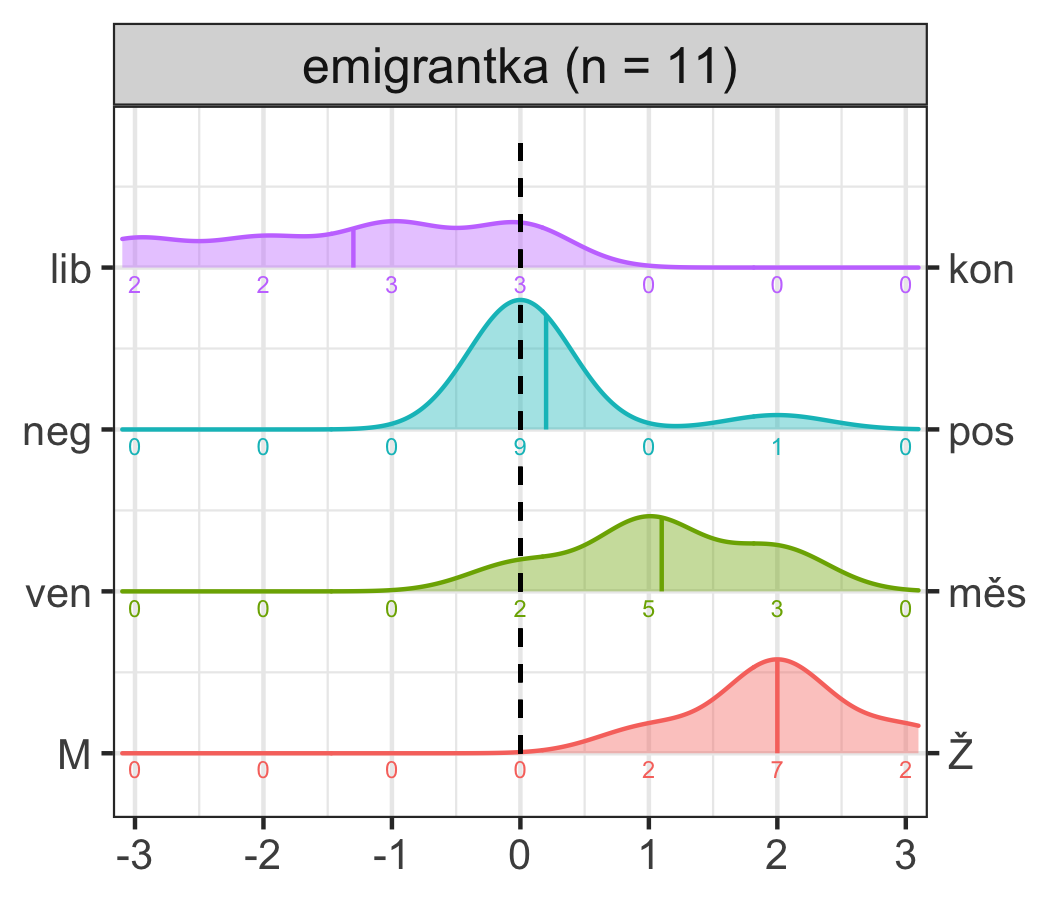 emigrantka (n = 11)
lib kon
2 2 3 3 0 0 0
neg pos
0 0 0 9 0 1 0
ven měs
0 0 0 2 5 3 0
M Ž
0 0 0 0 2 7 2
-3 -2 -1 0 1 2 3